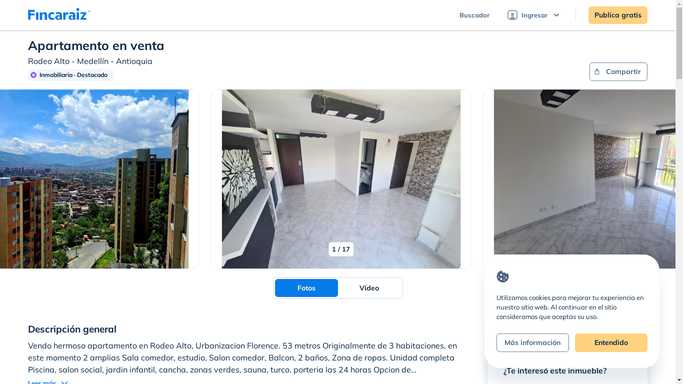 Fincaraiz
Buscador
Ingresar
Publica gratis
Apartamento en venta
Rodeo Alto - Medellín - Antioquia
Inmobiliaria - Destacado
Compartir
1 / 17
Fotos
Video
Utilizamos cookies para mejorar tu experiencia en
nuestro sitio web. Al continuar en el sitio
consideramos que aceptas su uso.
Más información
Entendido
Descripción general
Vendo hermoso apartamento en Rodeo Alto, Urbanizacion Florence. 53 metros Originalmente de 3 habitaciones, en
este momento 2 amplias Sala comedor, estudio, Salon comedor, Balcon, 2 baños, Zona de ropas. Unidad completa
Piscina, salon social, jardin infantil, cancha, zonas verdes, sauna, turco, porteria las 24 horas Opcion de...
Leer más
¿Te interesó este inmueble?